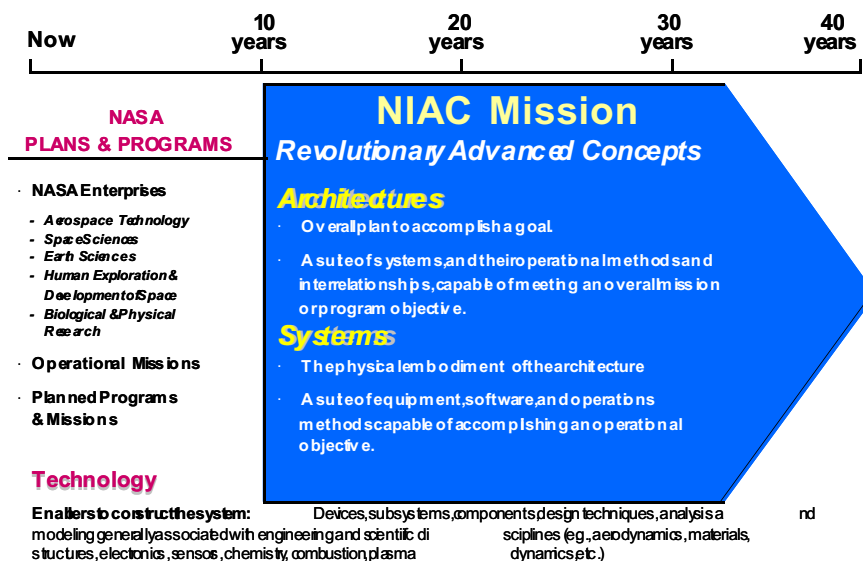 Now
10 years
20 years
30 years
40 years
NASA
PLANS & PROGRAMS
· NASA Enterprises
- Aerospace Technology
- Space Sciences
- Earth Sciences
- Human Exploration &
Development of Space
- Biological & Physical
Research
· Operational Missions
· Planned Programs
& Missions
NIAC Mission
Revolutionary Advanced Concepts
Architectures
· Overall plan to accomplish a goal.
· A suite of systems, and their operational methods and
interrelationships, capable of meeting an overall mission
or program objective.
Systems
· The physical embodiment of the architecture
· A suite of equipment, software, and operations
methods capable of accomplishing an operational
objective.
Technology
Enablers to construct the system: Devices, subsystems, components, design techniques, analysis a nd
modeling generally associated with engineering and scientific di sciplines (e.g., aerodynamics, materials,
structures, electronics, sensors, chemistry, combustion, plasma dynamics, etc.)